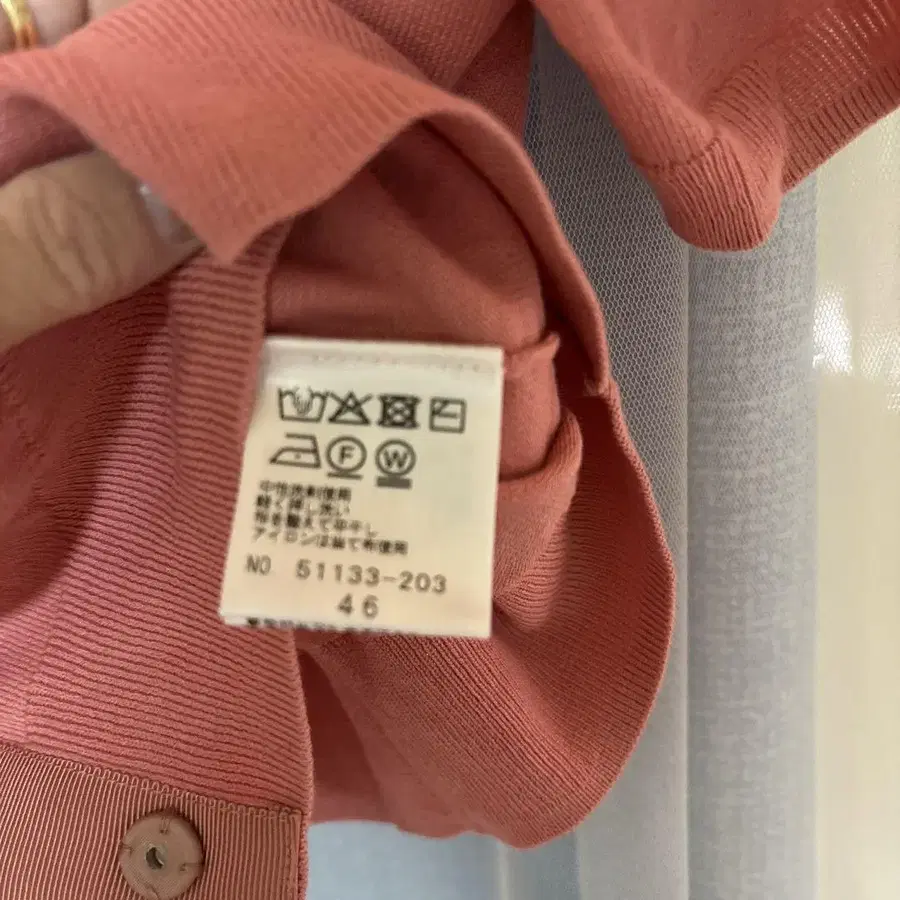 F W
中性洗剤使用
軽く押し洗い
形を整えて平干し
アイロンは当て布使用
NO. 51133-203
46